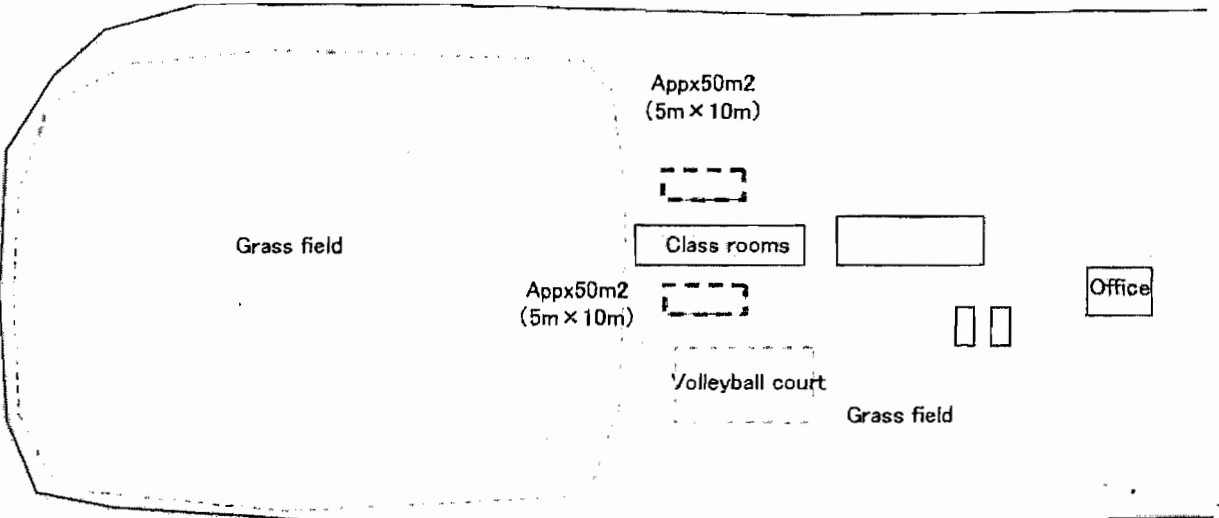 Appx50m2
(5m×10m)
Grass field
Class rooms
Appx50m2
(5m×10m)
Office
Volleyball court
Grass field